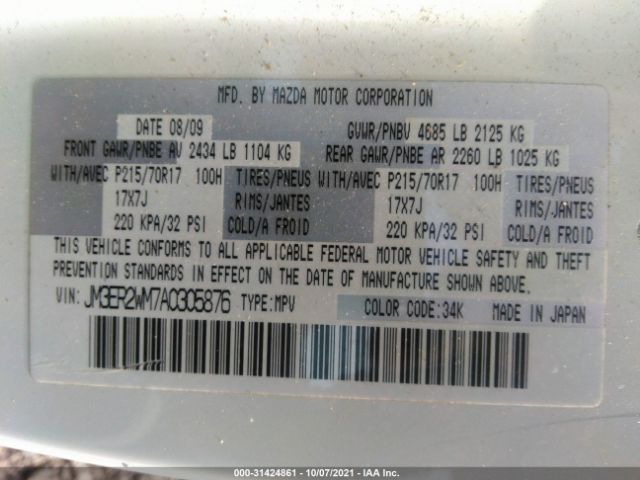 MFD. BY MAZDA MOTOR CORPORATION
DATE 08/09 GVWR/PNBV 4685 LB 2125 KG
FRONT GAWR/PNBE AV 2434 LB 1104 KG REAR GAWR/PNBE AR 2260 LB 1025 KG
WITH/AVEC P215/70R17 100H TIRES/PNEUS WITH/AVEC P215/70R17 100H TIRES/PNEUS
17X7J RIMS/JANTES 17X7J RIMS/JANTES
220 KPA/32 PSI COLD/A FROID 220 KPA/32 PSI COLD/A FROID
THIS VEHICLE CONFORMS TO ALL APPLICABLE FEDERAL MOTOR VEHICLE SAFETY AND THEFT
PREVENTION STANDARDS IN EFFECT ON THE DATE OF MANUFACTURE SHOWN ABOVE.
VIN: JM3ER2WM7A0305876 TYPE: MPV COLOR CODE: 34K MADE IN JAPAN
000-31424861 - 10/07/2021 - IAAI.COM